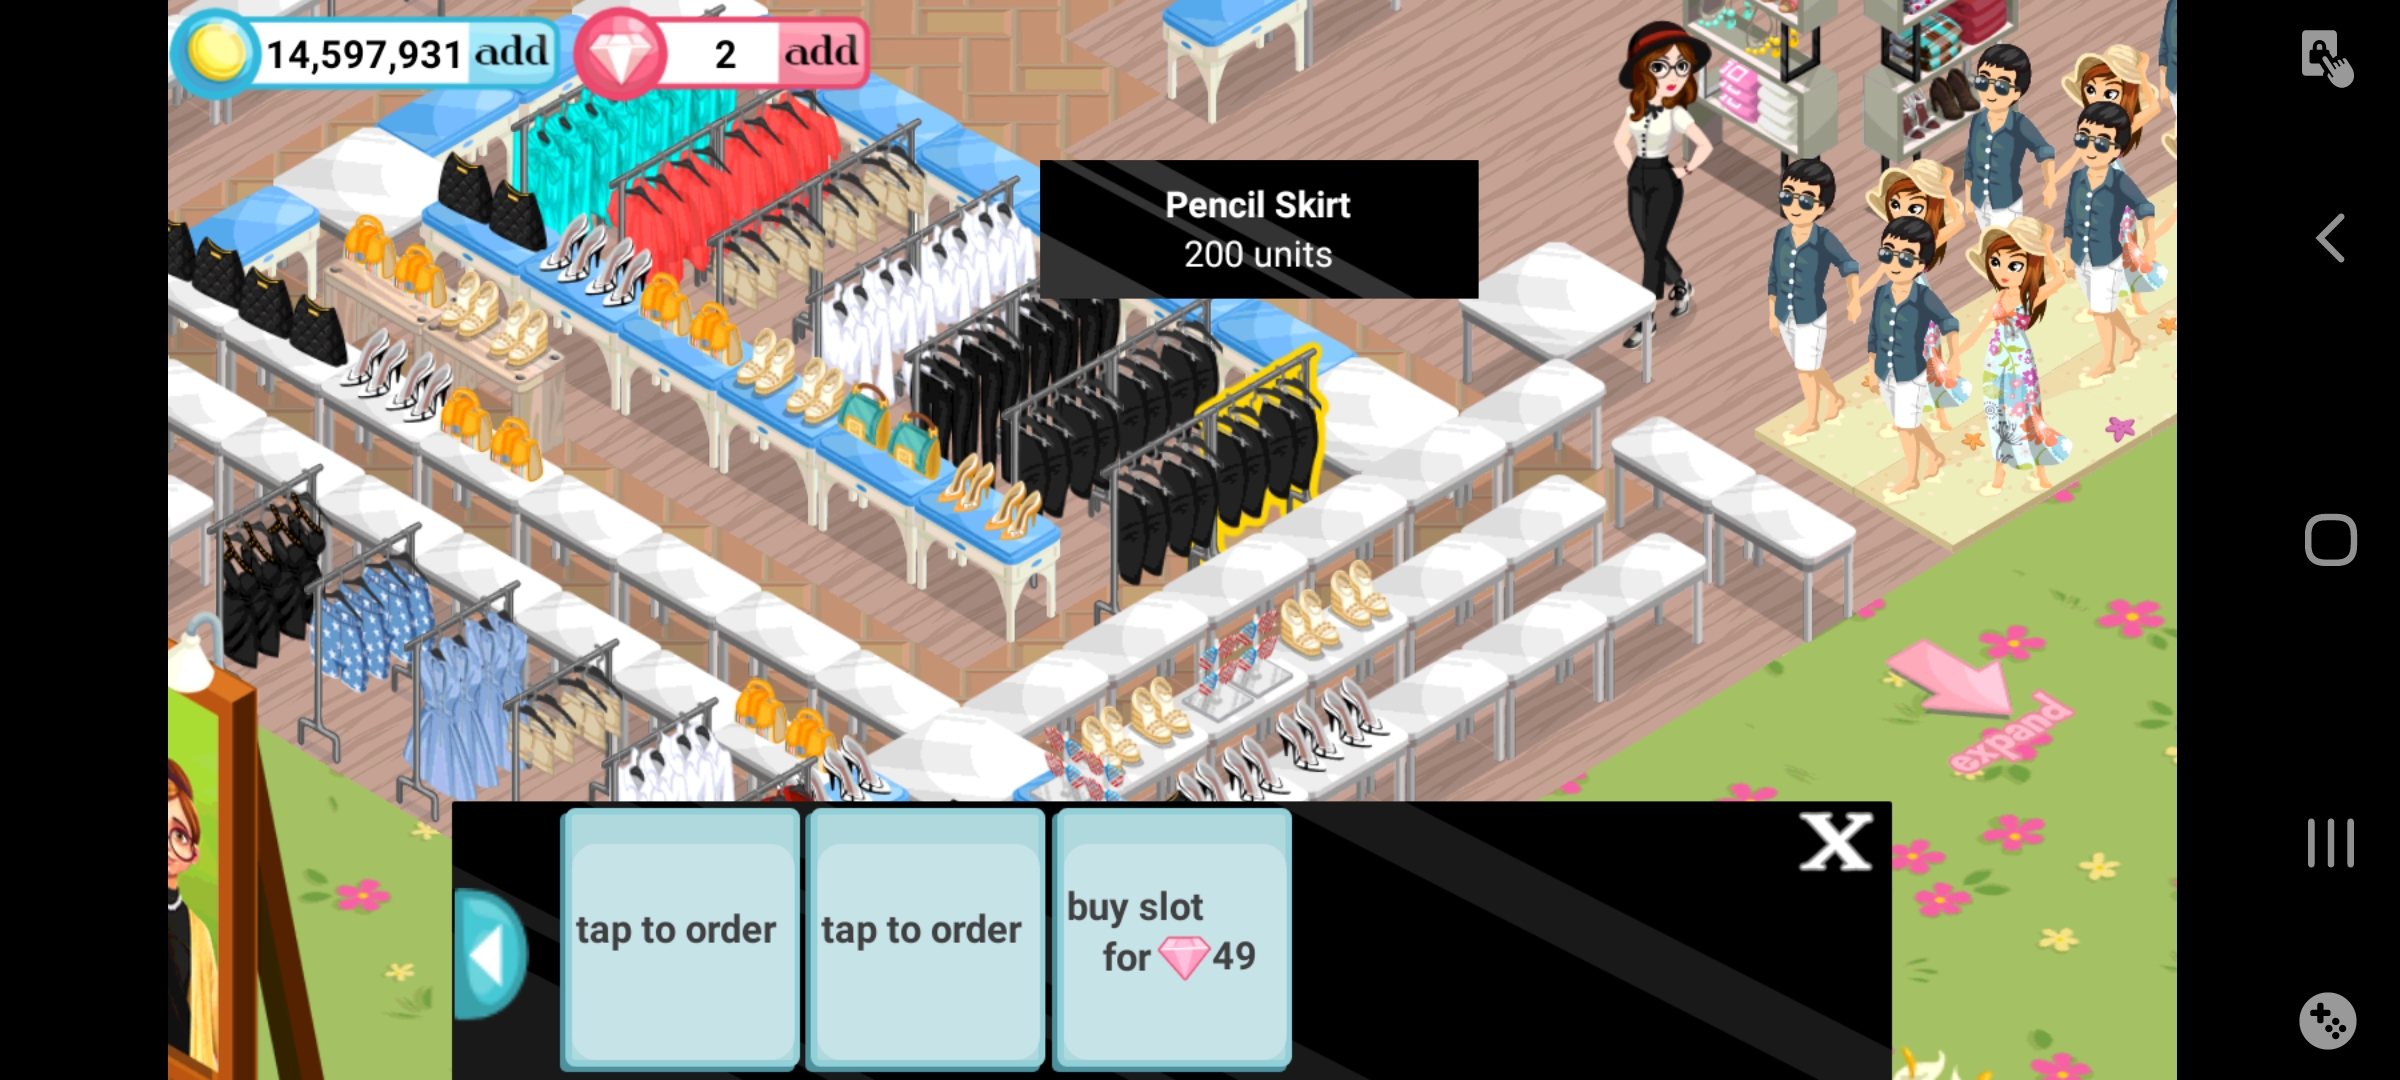 14,597,931 add
2 add
Pencil Skirt
200 units
expand
tap to order
tap to order
buy slot
for 49
X